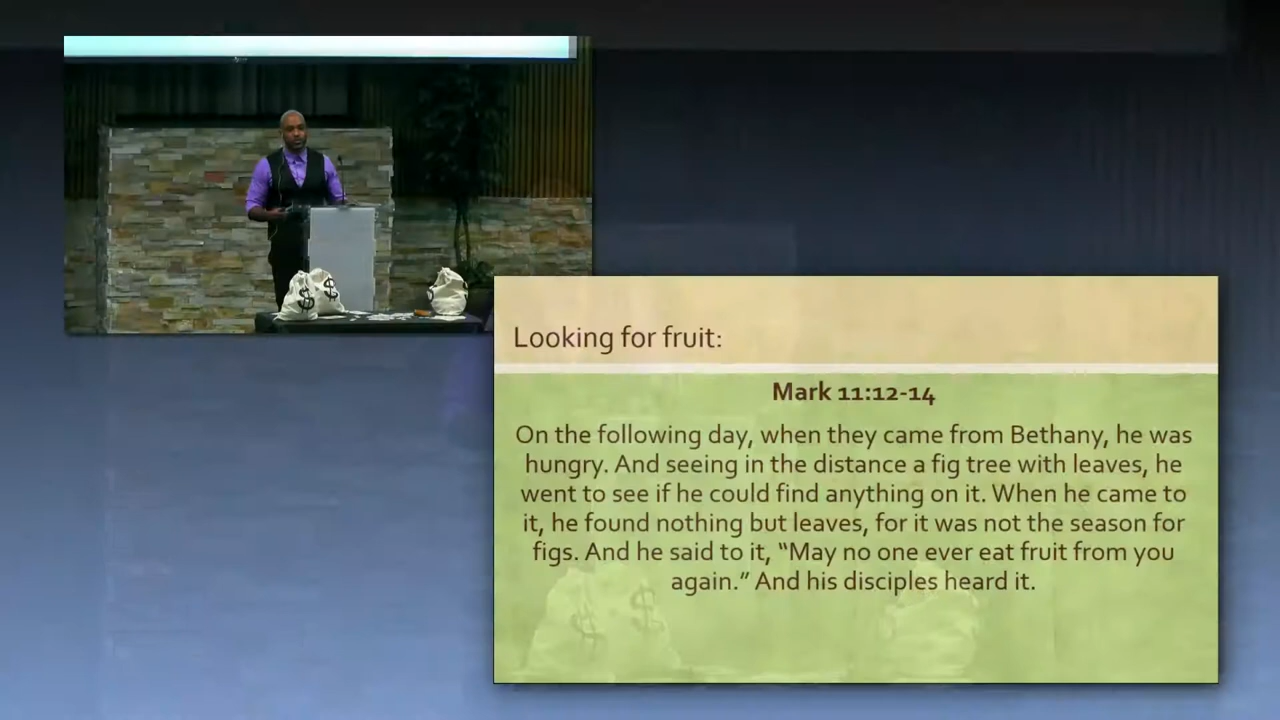 Looking for fruit:
Mark 11:12-14
On the following day, when they came from Bethany, he was
hungry. And seeing in the distance a fig tree with leaves, he
went to see if he could find anything on it. When he came to
it, he found nothing but leaves, for it was not the season for
figs. And he said to it, “May no one ever eat fruit from you
again.” And his disciples heard it.
$ $